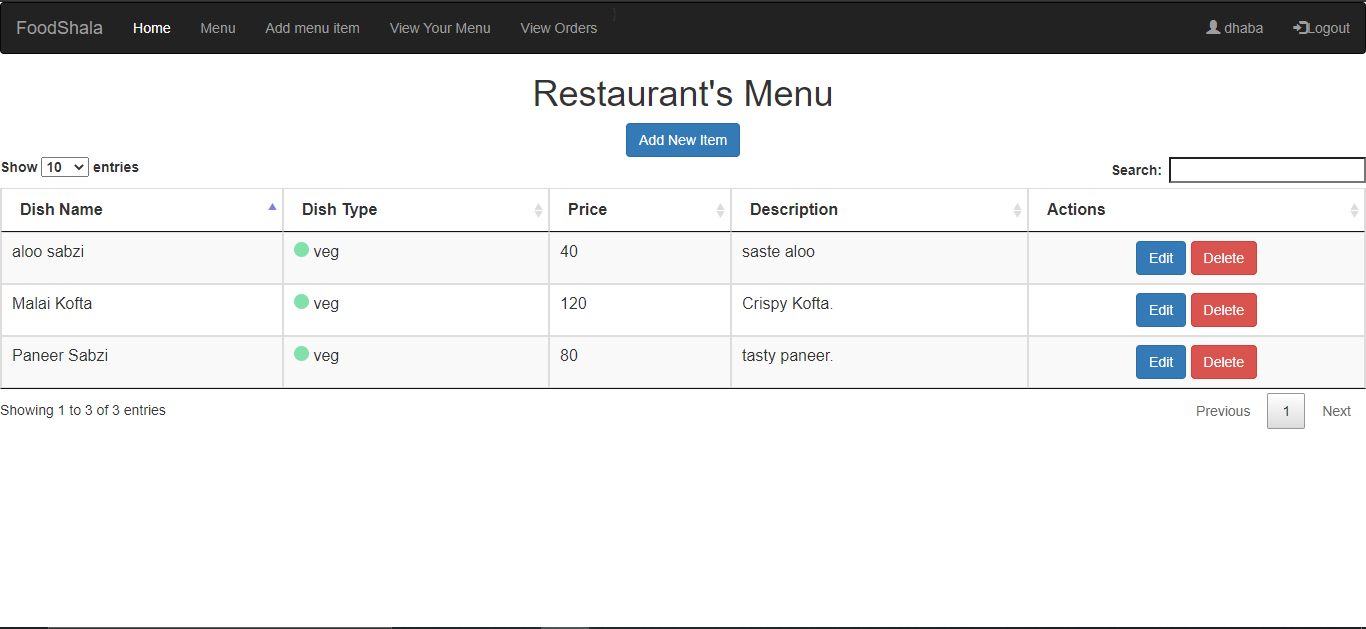 FoodShala Home Menu Add menu item View Your Menu View Orders ) dhaba Logout
Restaurant's Menu
Add New Item
Show 10 entries Search:
Dish Name Dish Type Price Description Actions
aloo sabzi veg 40 saste aloo Edit Delete
Malai Kofta veg 120 Crispy Kofta. Edit Delete
Paneer Sabzi veg 80 tasty paneer. Edit Delete
Showing 1 to 3 of 3 entries Previous 1 Next